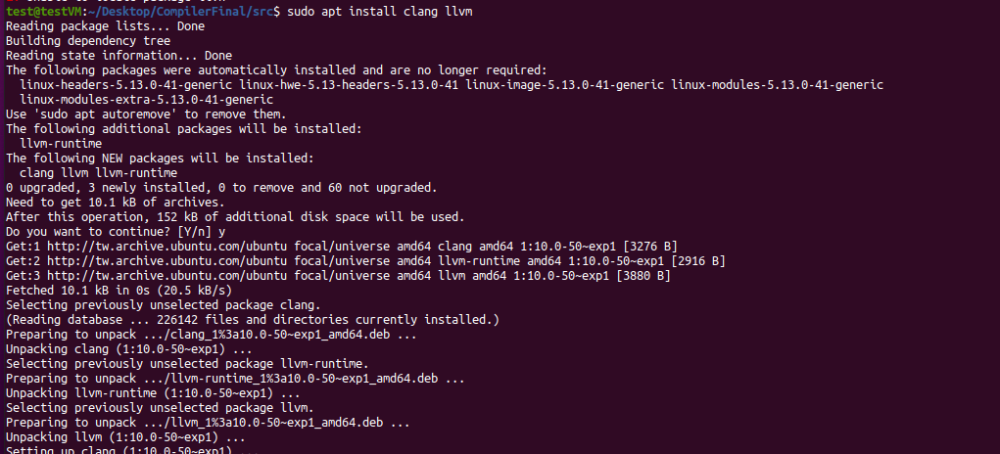 test@testVM:~/Desktop/CompilerFinal/src$ sudo apt install clang llvm
Reading package lists... Done
Building dependency tree
Reading state information... Done
The following packages were automatically installed and are no longer required:
  linux-headers-5.13.0-41-generic linux-hwe-5.13-headers-5.13.0-41 linux-image-5.13.0-41-generic linux-modules-5.13.0-41-generic
  linux-modules-extra-5.13.0-41-generic
Use 'sudo apt autoremove' to remove them.
The following additional packages will be installed:
  llvm-runtime
The following NEW packages will be installed:
  clang llvm llvm-runtime
0 upgraded, 3 newly installed, 0 to remove and 60 not upgraded.
Need to get 10.1 kB of archives.
After this operation, 152 kB of additional disk space will be used.
Do you want to continue? [Y/n] y
Get:1 http://tw.archive.ubuntu.com/ubuntu focal/universe amd64 clang amd64 1:10.0-50~exp1 [3276 B]
Get:2 http://tw.archive.ubuntu.com/ubuntu focal/universe amd64 llvm-runtime amd64 1:10.0-50~exp1 [2916 B]
Get:3 http://tw.archive.ubuntu.com/ubuntu focal/universe amd64 llvm amd64 1:10.0-50~exp1 [3880 B]
Fetched 10.1 kB in 0s (20.5 kB/s)
Selecting previously unselected package clang.
(Reading database ... 226142 files and directories currently installed.)
Preparing to unpack .../clang_1%3a10.0-50~exp1_amd64.deb ...
Unpacking clang (1:10.0-50~exp1) ...
Selecting previously unselected package llvm-runtime.
Preparing to unpack .../llvm-runtime_1%3a10.0-50~exp1_amd64.deb ...
Unpacking llvm-runtime (1:10.0-50~exp1) ...
Selecting previously unselected package llvm.
Preparing to unpack .../llvm_1%3a10.0-50~exp1_amd64.deb ...
Unpacking llvm (1:10.0-50~exp1) ...
Setting up clang (1:10.0-50~exp1) ...